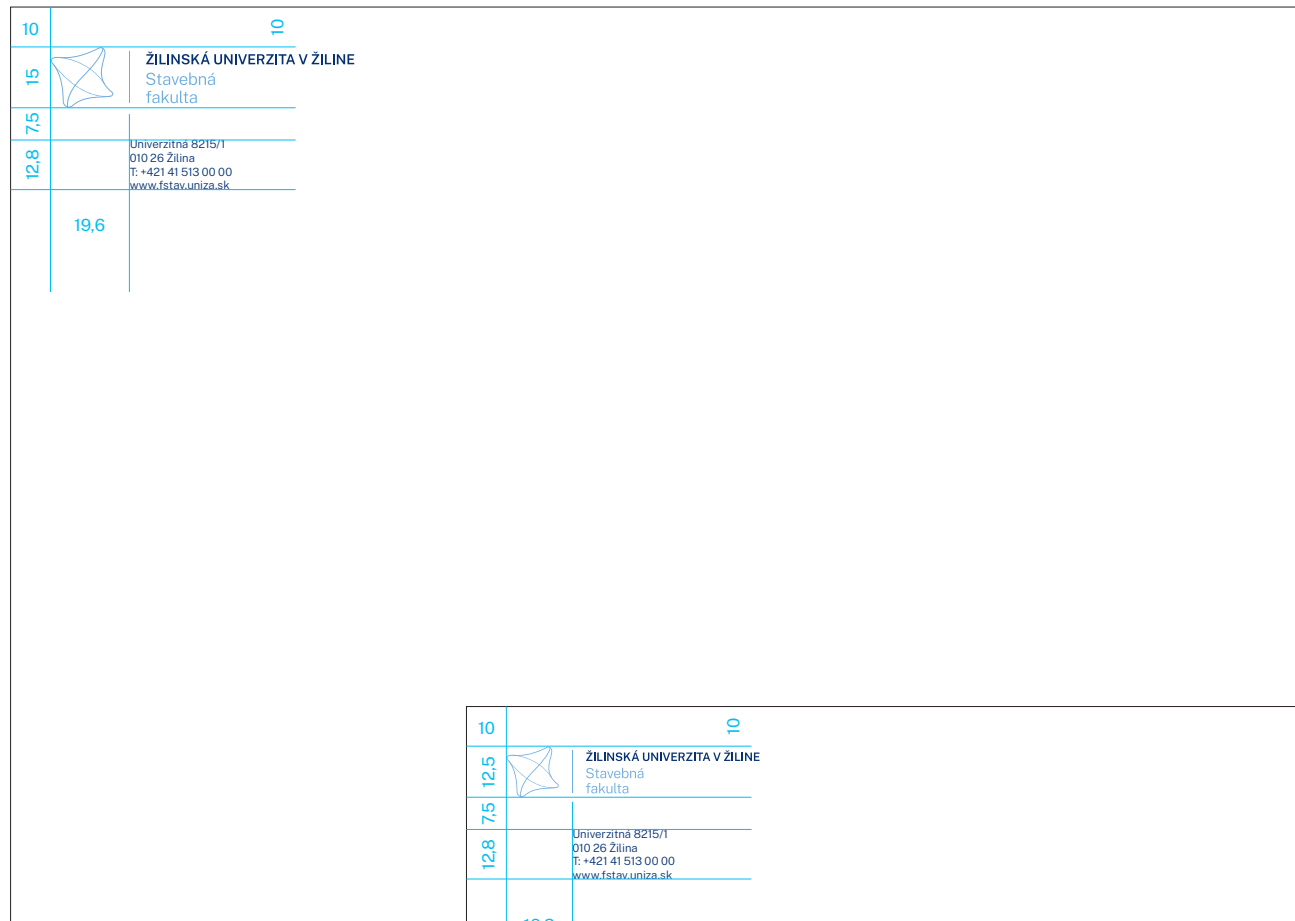 10
10
15
ŽILINSKÁ UNIVERZITA V ŽILINE
Stavebná
fakulta
7,5
12,8
Univerzitná 8215/1
010 26 Žilina
T: +421 41 513 00 00
www.fstav.uniza.sk
19,6
10
10
12,5
ŽILINSKÁ UNIVERZITA V ŽILINE
Stavebná
fakulta
7,5
12,8
Univerzitná 8215/1
010 26 Žilina
T: +421 41 513 00 00
www.fstav.uniza.sk